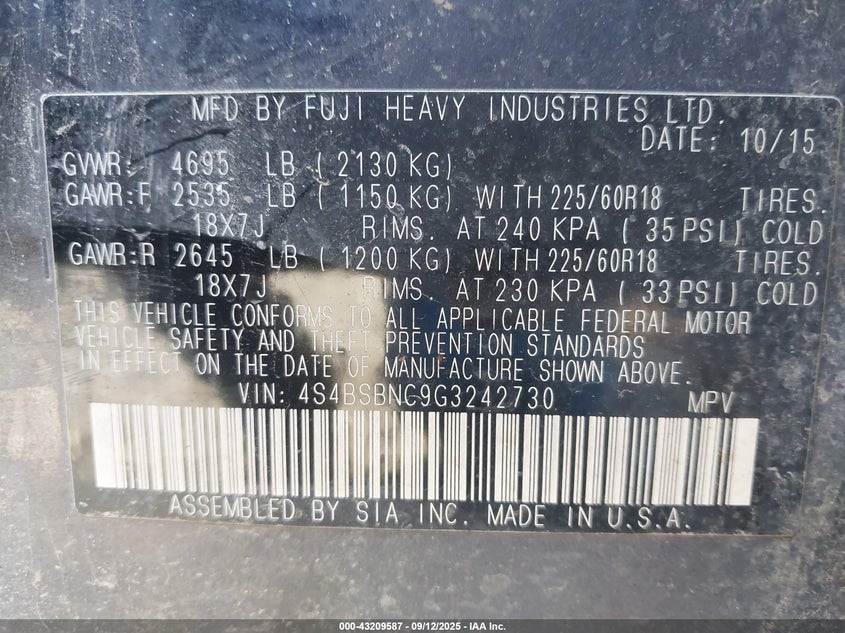 MFD BY FUJI HEAVY INDUSTRIES LTD.
DATE: 10/15
GVWR: 4695 LB ( 2130 KG)
GAWR:F 2535 LB ( 1150 KG) WITH 225/60R18 TIRES.
18X7J RIMS. AT 240 KPA ( 35 PSI) COLD
GAWR:R 2645 LB ( 1200 KG) WITH 225/60R18 TIRES.
18X7J RIMS. AT 230 KPA ( 33 PSI) COLD
THIS VEHICLE CONFORMS TO ALL APPLICABLE FEDERAL MOTOR
VEHICLE SAFETY AND THEFT PREVENTION STANDARDS
IN EFFECT ON THE DATE OF MANUFACTURE SHOWN ABOVE.
VIN: 4S4BSBNC9G3242730 MPV
ASSEMBLED BY SIA INC. MADE IN U.S.A.
000-43209587 - 09/12/2025 - IAA Inc.